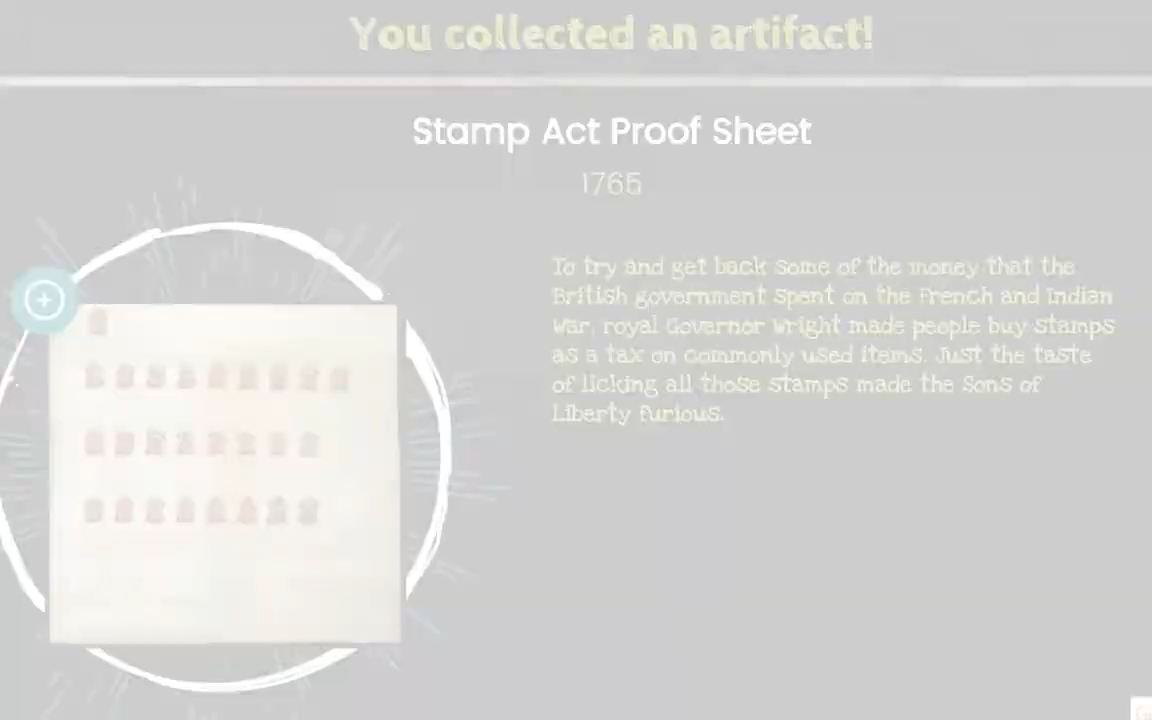 You collected an artifact!
Stamp Act Proof Sheet
1765
To try and get back some of the money that the
British government spent on the French and Indian
War, royal Governor Wright made people buy stamps
as a tax on commonly used items. Just the taste
of licking all those stamps made the Sons of
Liberty furious.